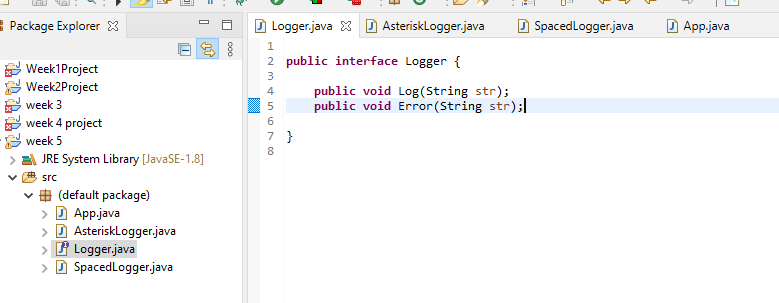 Package Explorer
Week1Project
Week2Project
week 3
week 4 project
week 5
JRE System Library [JavaSE-1.8]
src
(default package)
App.java
AsteriskLogger.java
Logger.java
SpacedLogger.java
Logger.java AsteriskLogger.java SpacedLogger.java App.java
1
2 public interface Logger {
3
4 public void Log(String str);
5 public void Error(String str);
6
7 }
8